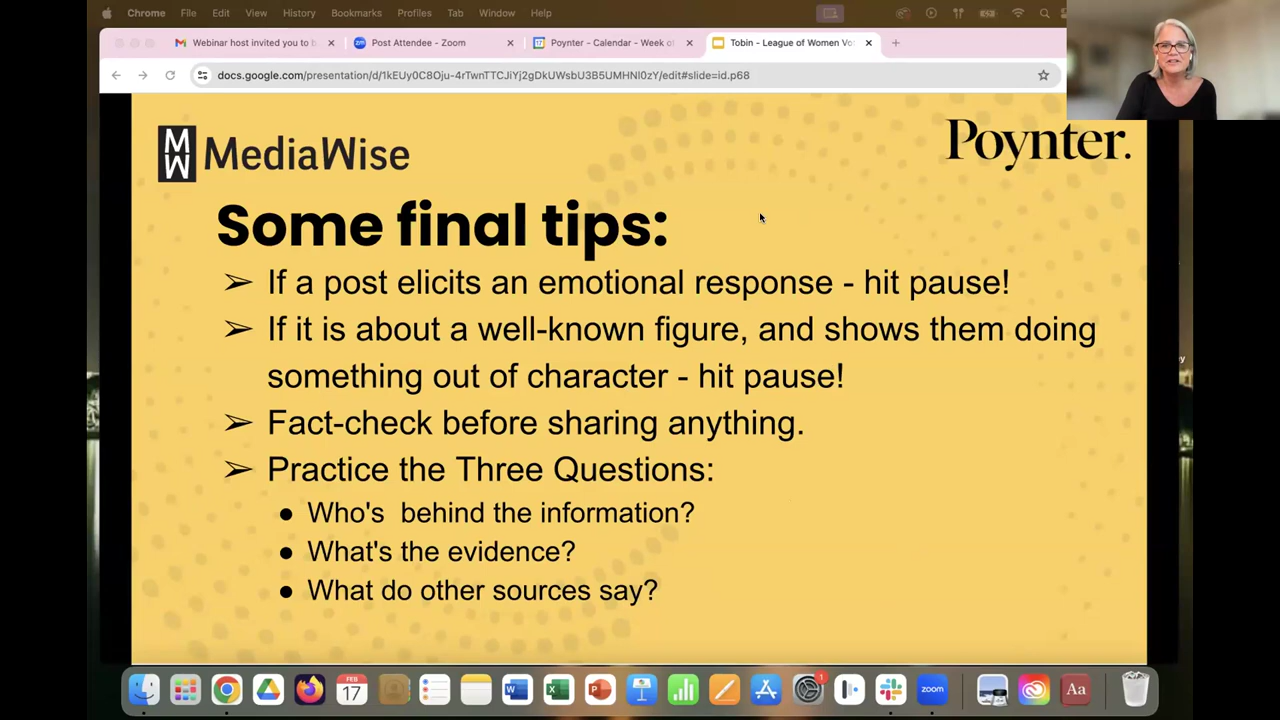 Chrome File Edit View History Bookmarks Profiles Tab Window Help
Webinar host invited you to b
Post Attendee - Zoom
Poynter - Calendar - Week of
Tobin - League of Women Vo
docs.google.com/presentation/d/1kEUy0C8Oju-4rTwnTTCJiYj2gDkUWsbU3B5UMHNl0zY/edit#slide=id.p68
MW MediaWise
Poynter.
Some final tips:
➢ If a post elicits an emotional response - hit pause!
➢ If it is about a well-known figure, and shows them doing
something out of character - hit pause!
➢ Fact-check before sharing anything.
➢ Practice the Three Questions:
● Who's  behind the information?
● What's the evidence?
● What do other sources say?
FEB
17
1
zoom
Aa